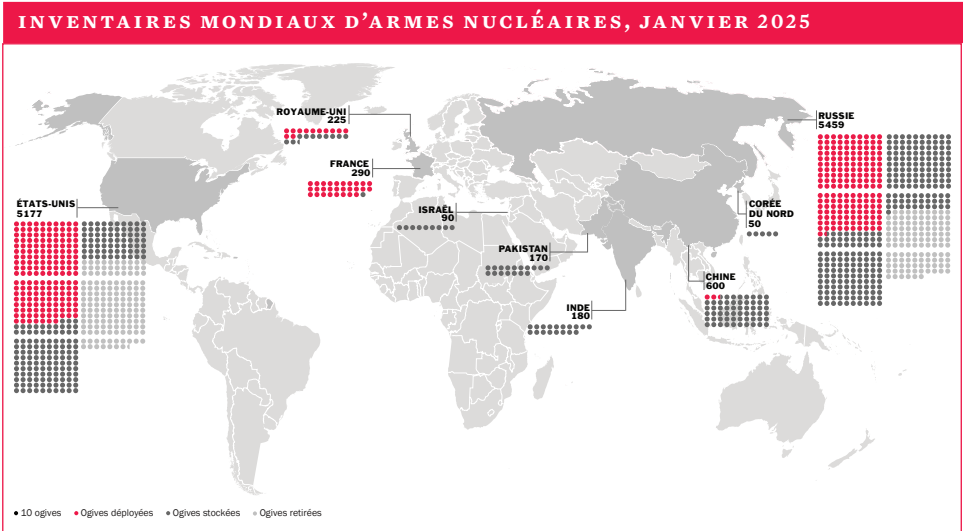 INVENTAIRES MONDIAUX D’ARMES NUCLÉAIRES, JANVIER 2025
ROYAUME-UNI
225
FRANCE
290
ÉTATS-UNIS
5177
ISRAËL
90
PAKISTAN
170
INDE
180
RUSSIE
5459
CORÉE
DU NORD
50
CHINE
600
10 ogives Ogives déployées Ogives stockées Ogives retirées